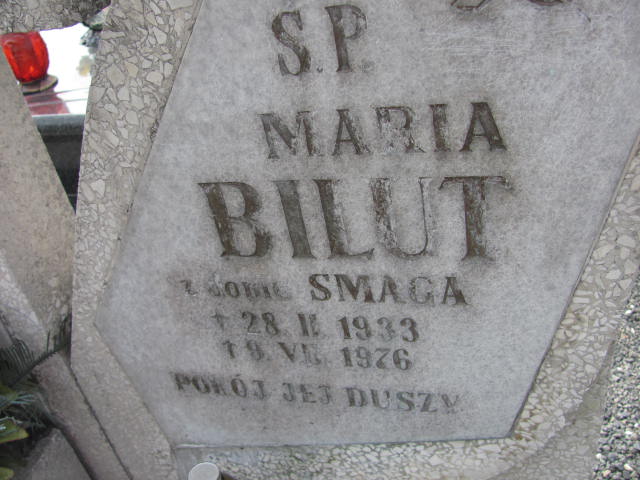 S.P.
MARIA
BILUT
z domu SMAGA
† 28. II. 1933
† 9. VII. 1976
POKÓJ JEJ DUSZY